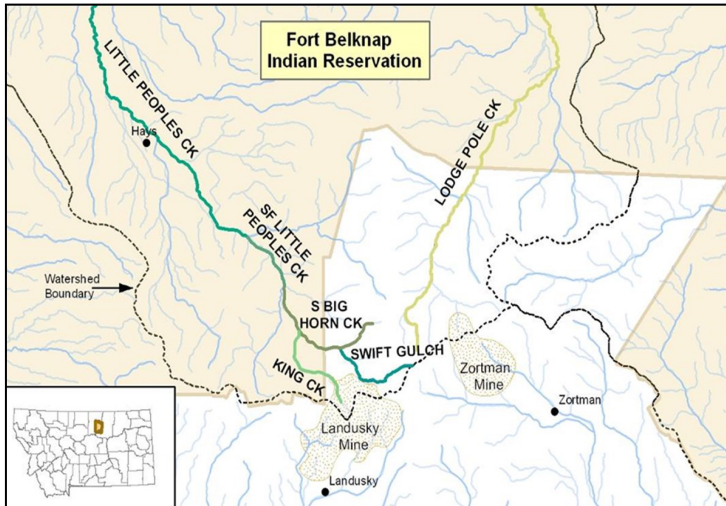 Fort Belknap
Indian Reservation
LITTLE PEOPLES CK
Hays
LODGE POLE CK
SF LITTLE
PEOPLES CK
Watershed
Boundary
S BIG
HORN CK
SWIFT GULCH
KING CK
Zortman
Mine
Zortman
Landusky
Mine
Landusky